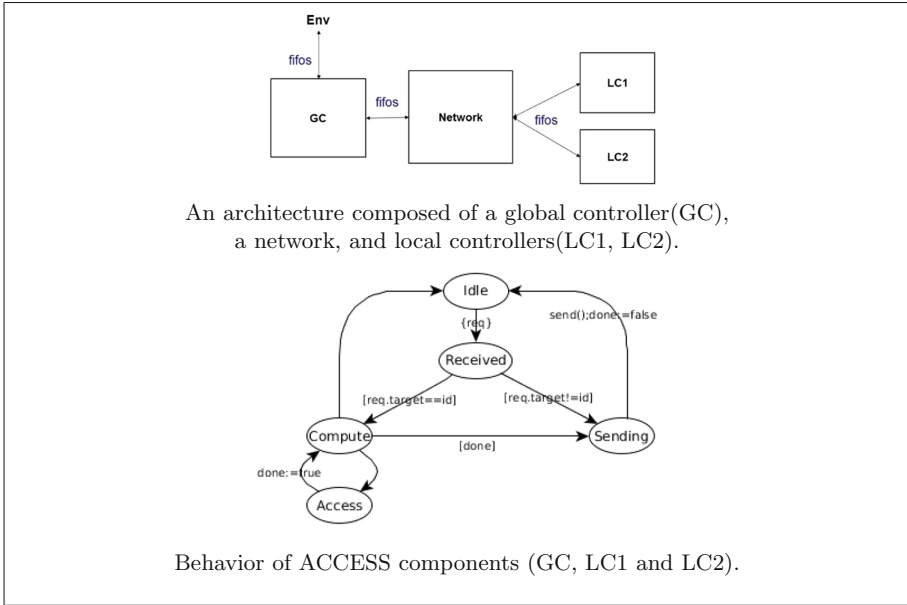 Env
fifos
GC
fifos
Network
fifos
LC1
LC2
An architecture composed of a global controller(GC),
a network, and local controllers(LC1, LC2).
Idle
{req}
send();done:=false
Received
[req.target==id]
[req.target!=id]
Compute
[done]
Sending
done:=true
Access
Behavior of ACCESS components (GC, LC1 and LC2).